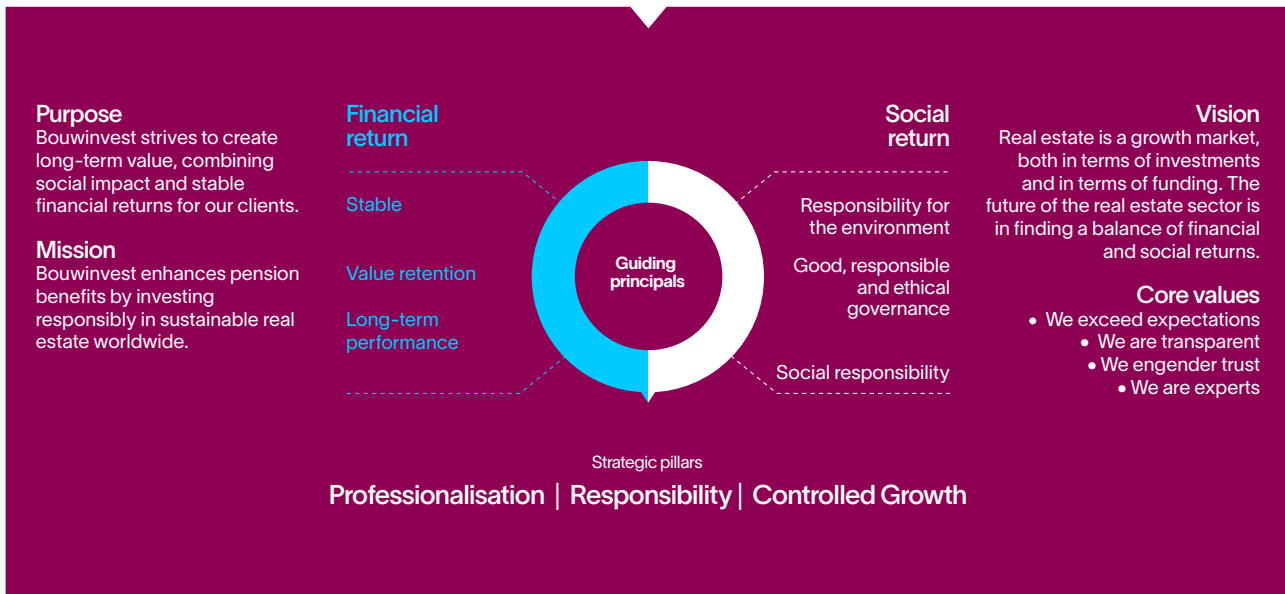 Purpose
Bouwinvest strives to create
long-term value, combining
social impact and stable
financial returns for our clients.
Mission
Bouwinvest enhances pension
benefits by investing
responsibly in sustainable real
estate worldwide.
Financial
return
Stable
Value retention
Long-term
performance
Guiding
principals
Social
return
Responsibility for
the environment
Good, responsible
and ethical
governance
Social responsibility
Vision
Real estate is a growth market,
both in terms of investments
and in terms of funding. The
future of the real estate sector is
in finding a balance of financial
and social returns.
Core values
• We exceed expectations
• We are transparent
• We engender trust
• We are experts
Strategic pillars
Professionalisation | Responsibility | Controlled Growth